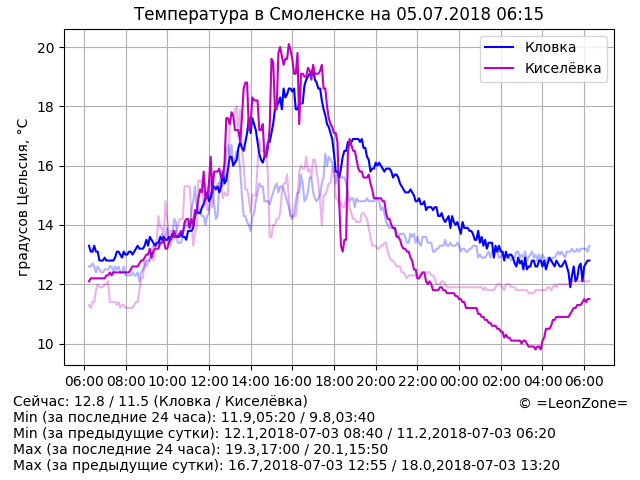 Температура в Смоленске на 05.07.2018 06:15
Кловка
Киселёвка
градусов Цельсия, °C
20
18
16
14
12
10
06:00 08:00 10:00 12:00 14:00 16:00 18:00 20:00 22:00 00:00 02:00 04:00 06:00
Сейчас: 12.8 / 11.5 (Кловка / Киселёвка)
© =LeonZone=
Min (за последние 24 часа): 11.9,05:20 / 9.8,03:40
Min (за предыдущие сутки): 12.1,2018-07-03 08:40 / 11.2,2018-07-03 06:20
Max (за последние 24 часа): 19.3,17:00 / 20.1,15:50
Max (за предыдущие сутки): 16.7,2018-07-03 12:55 / 18.0,2018-07-03 13:20